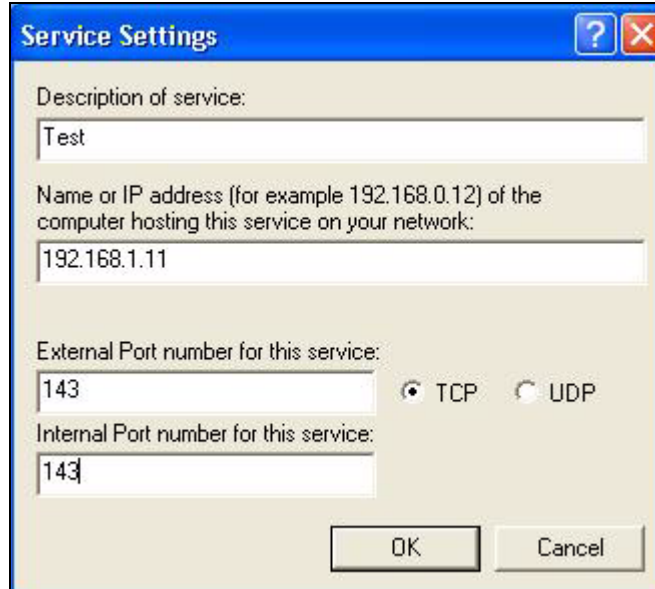 Service Settings
Description of service:
Test
Name or IP address (for example 192.168.0.12) of the
computer hosting this service on your network:
192.168.1.11
External Port number for this service:
143
TCP
UDP
Internal Port number for this service:
143
OK
Cancel